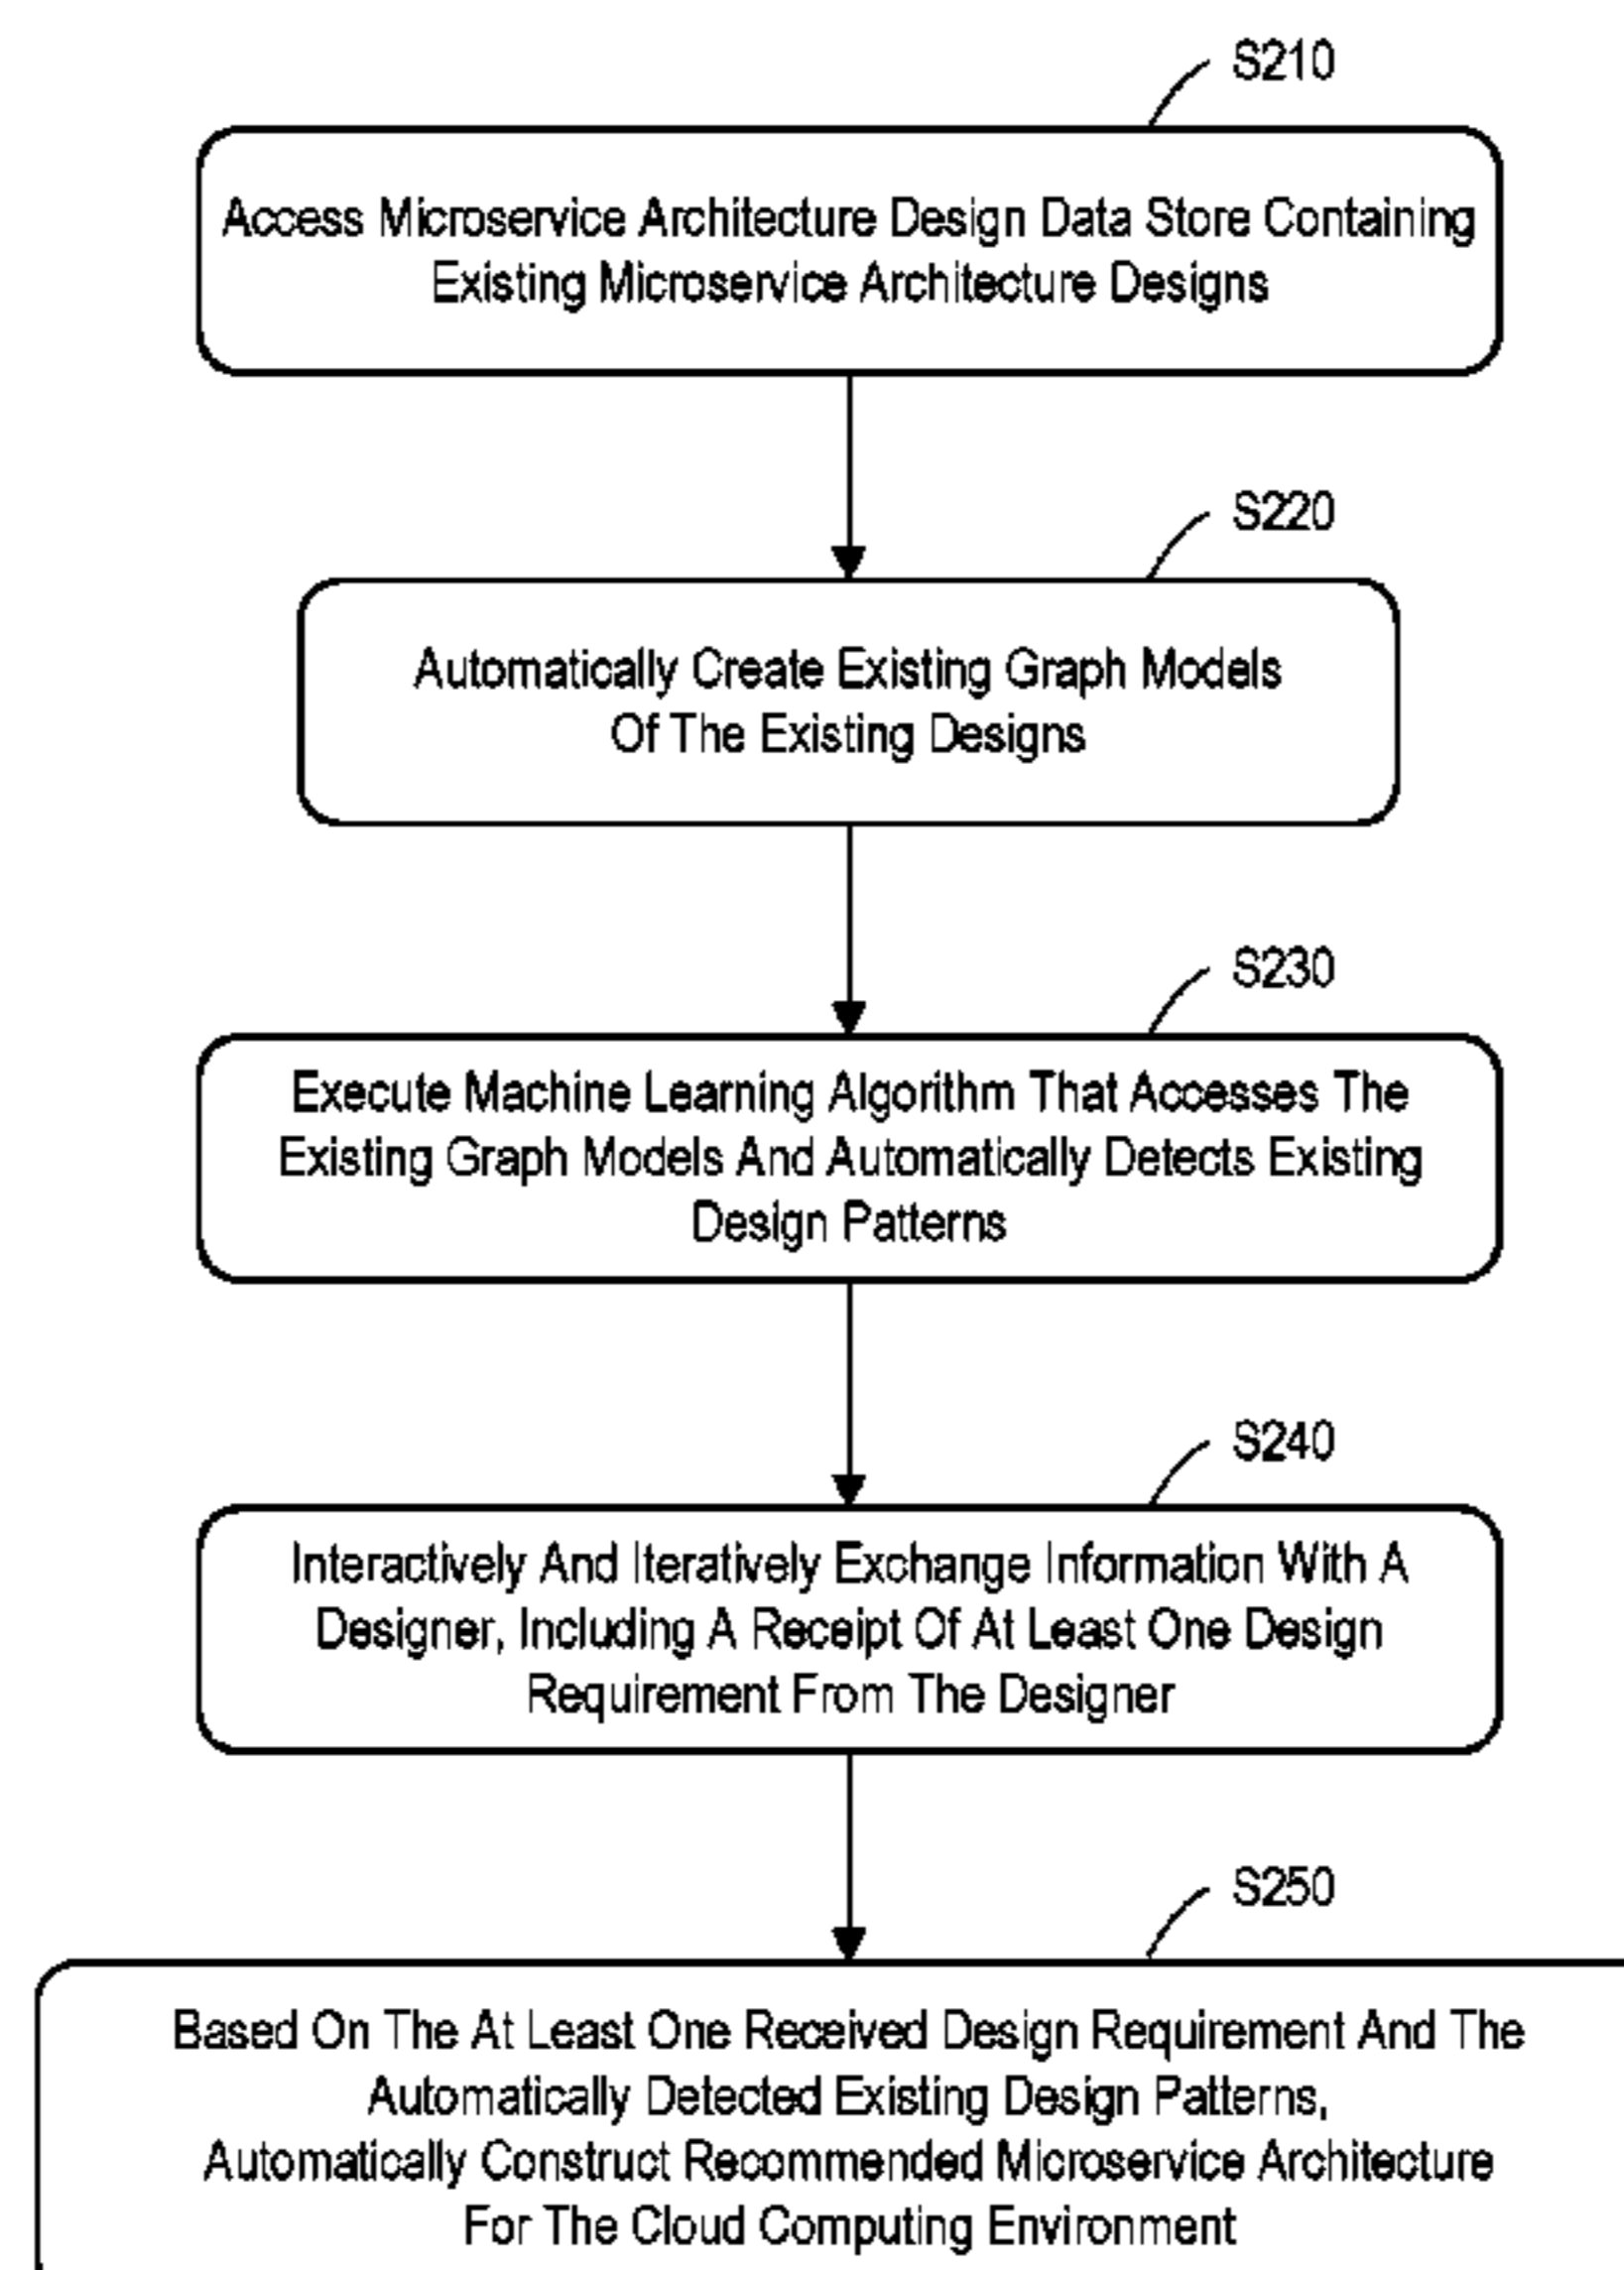 S210
Access Microservice Architecture Design Data Store Containing
Existing Microservice Architecture Designs
S220
Automatically Create Existing Graph Models
Of The Existing Designs
S230
Execute Machine Learning Algorithm That Accesses The
Existing Graph Models And Automatically Detects Existing
Design Patterns
S240
Interactively And Iteratively Exchange Information With A
Designer, Including A Receipt Of At Least One Design
Requirement From The Designer
S250
Based On The At Least One Received Design Requirement And The
Automatically Detected Existing Design Patterns,
Automatically Construct Recommended Microservice Architecture
For The Cloud Computing Environment